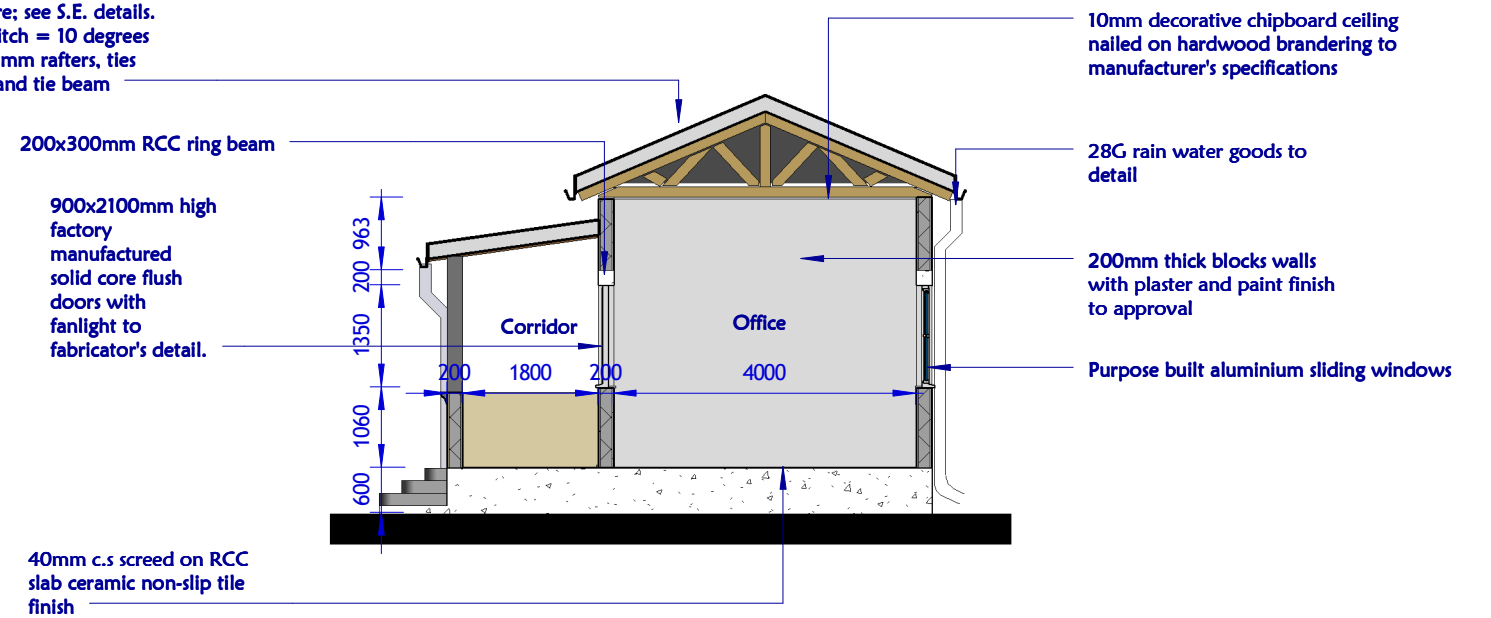 re; see S.E. details.
itch = 10 degrees
mm rafters, ties
and tie beam
200x300mm RCC ring beam
900x2100mm high
factory
manufactured
solid core flush
doors with
fanlight to
fabricator's detail.
10mm decorative chipboard ceiling
nailed on hardwood brandering to
manufacturer's specifications
28G rain water goods to
detail
200mm thick blocks walls
with plaster and paint finish
to approval
Purpose built aluminium sliding windows
963
200
1350
1060
600
Corridor
Office
200 1800 200 4000
40mm c.s screed on RCC
slab ceramic non-slip tile
finish